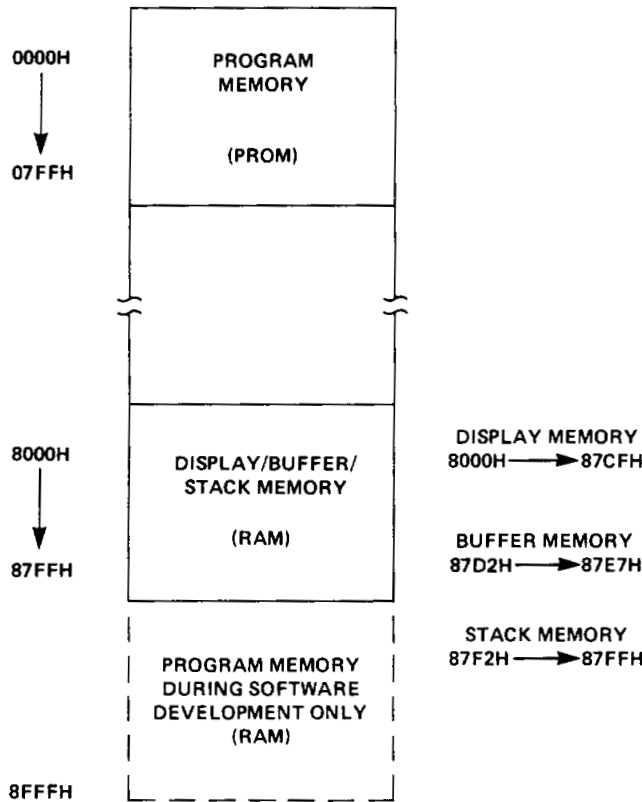 0000H
07FFH
PROGRAM
MEMORY
(PROM)
8000H
87FFH
DISPLAY/BUFFER/
STACK MEMORY
(RAM)
DISPLAY MEMORY
8000H 87CFH
BUFFER MEMORY
87D2H 87E7H
STACK MEMORY
87F2H 87FFH
PROGRAM MEMORY
DURING SOFTWARE
DEVELOPMENT ONLY
(RAM)
8FFFH